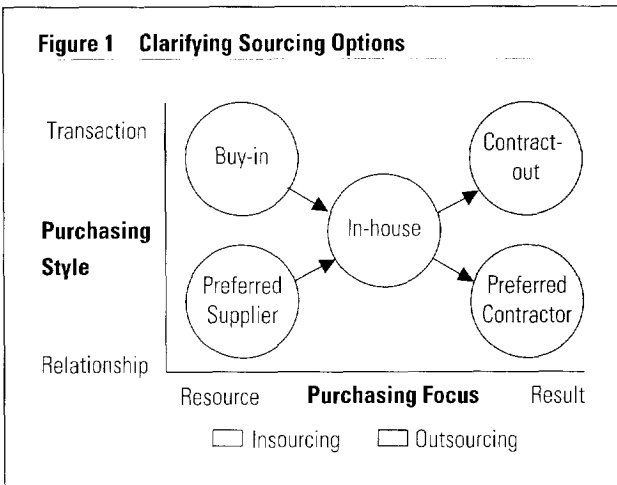 Figure 1 Clarifying Sourcing Options
Transaction
Buy-in
Contract-
out
In-house
Purchasing
Style
Preferred
Supplier
Preferred
Contractor
Relationship
Resource Purchasing Focus Result
Insourcing Outsourcing